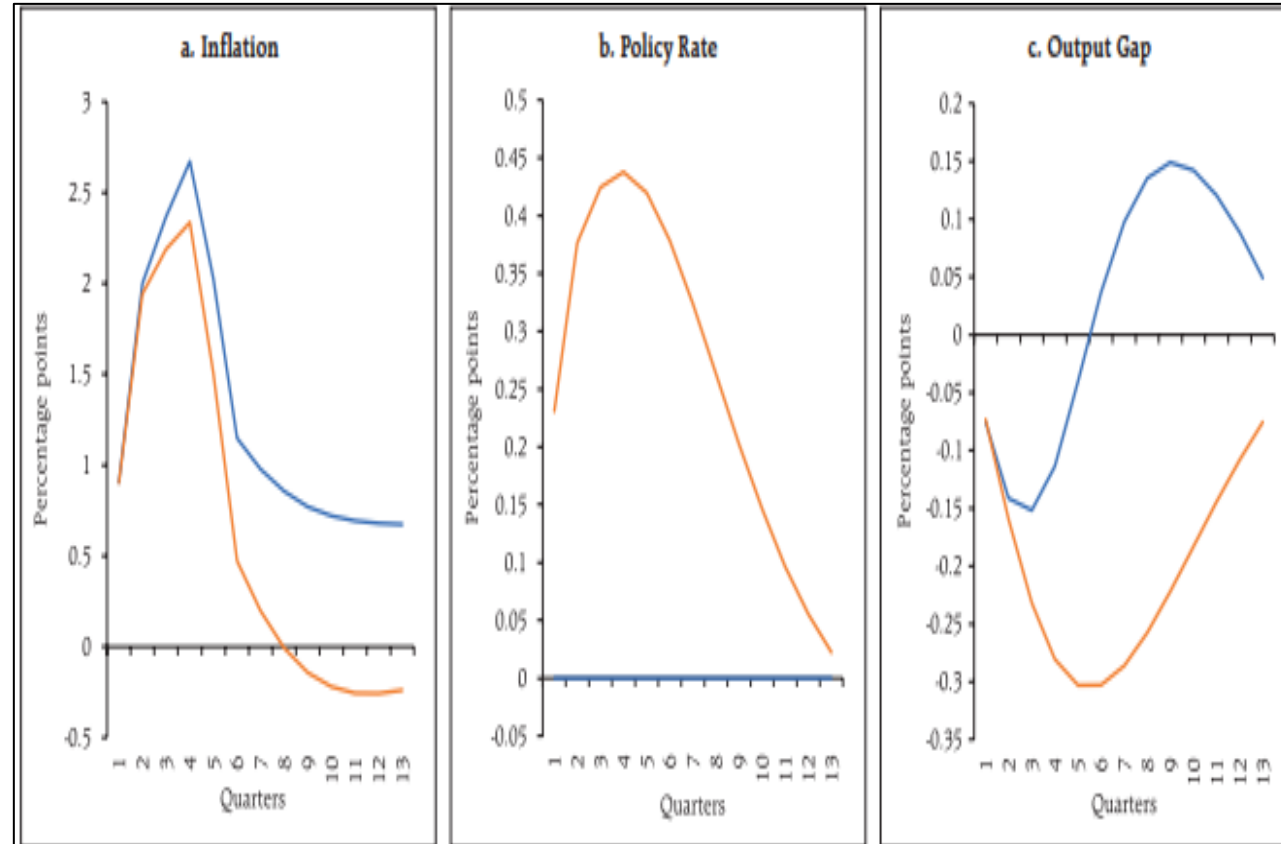 a. Inflation
Percentage points
3
2.5
2
1.5
1
0.5
0
-0.5
1 2 3 4 5 6 7 8 9 10 11 12 13
Quarters
b. Policy Rate
Percentage points
0.5
0.45
0.4
0.35
0.3
0.25
0.2
0.15
0.1
0.05
0
-0.05
1 2 3 4 5 6 7 8 9 10 11 12 13
Quarters
c. Output Gap
Percentage points
0.2
0.15
0.1
0.05
0
-0.05
-0.1
-0.15
-0.2
-0.25
-0.3
-0.35
1 2 3 4 5 6 7 8 9 10 11 12 13
Quarters